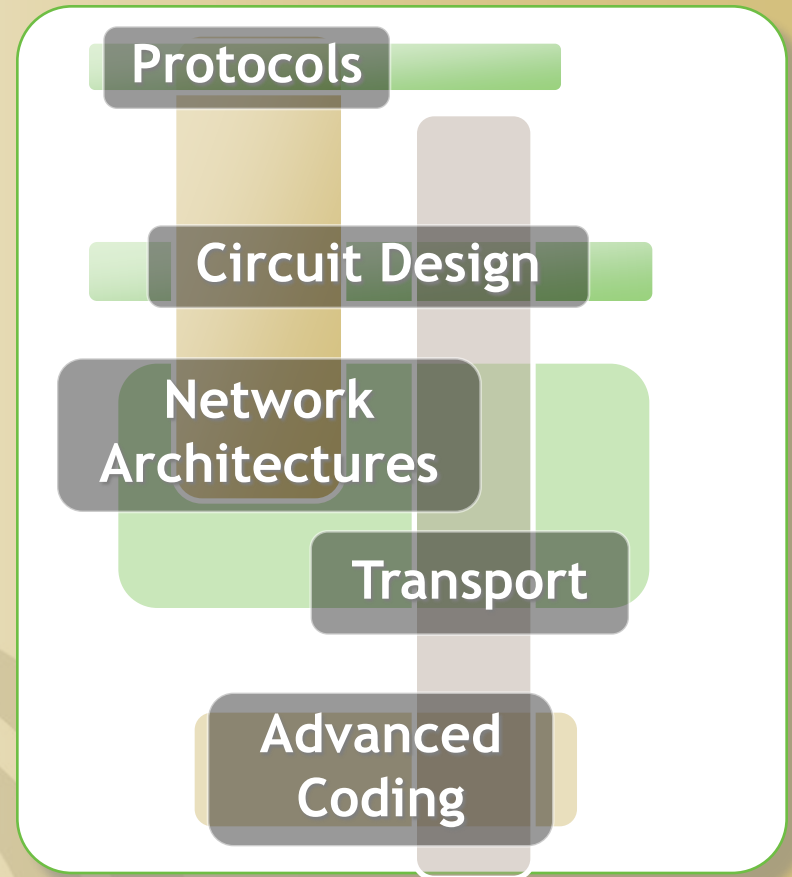 Protocols
Circuit Design
Network
Architectures
Transport
Advanced
Coding